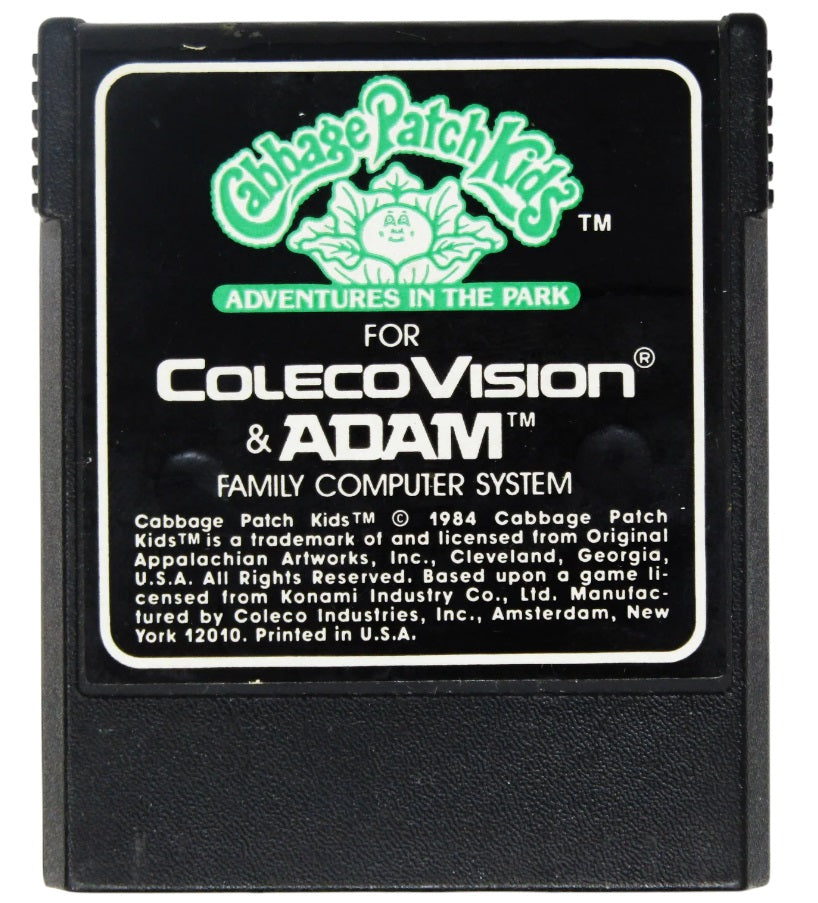 Cabbage Patch Kids™
ADVENTURES IN THE PARK
FOR
COLECOVISION®
& ADAM™
FAMILY COMPUTER SYSTEM
Cabbage Patch Kids™ © 1984 Cabbage Patch
Kids™ is a trademark of and licensed from Original
Appalachian Artworks, Inc., Cleveland, Georgia,
U.S.A. All Rights Reserved. Based upon a game li-
censed from Konami Industry Co., Ltd. Manufac-
tured by Coleco Industries, Inc., Amsterdam, New
York 12010. Printed in U.S.A.